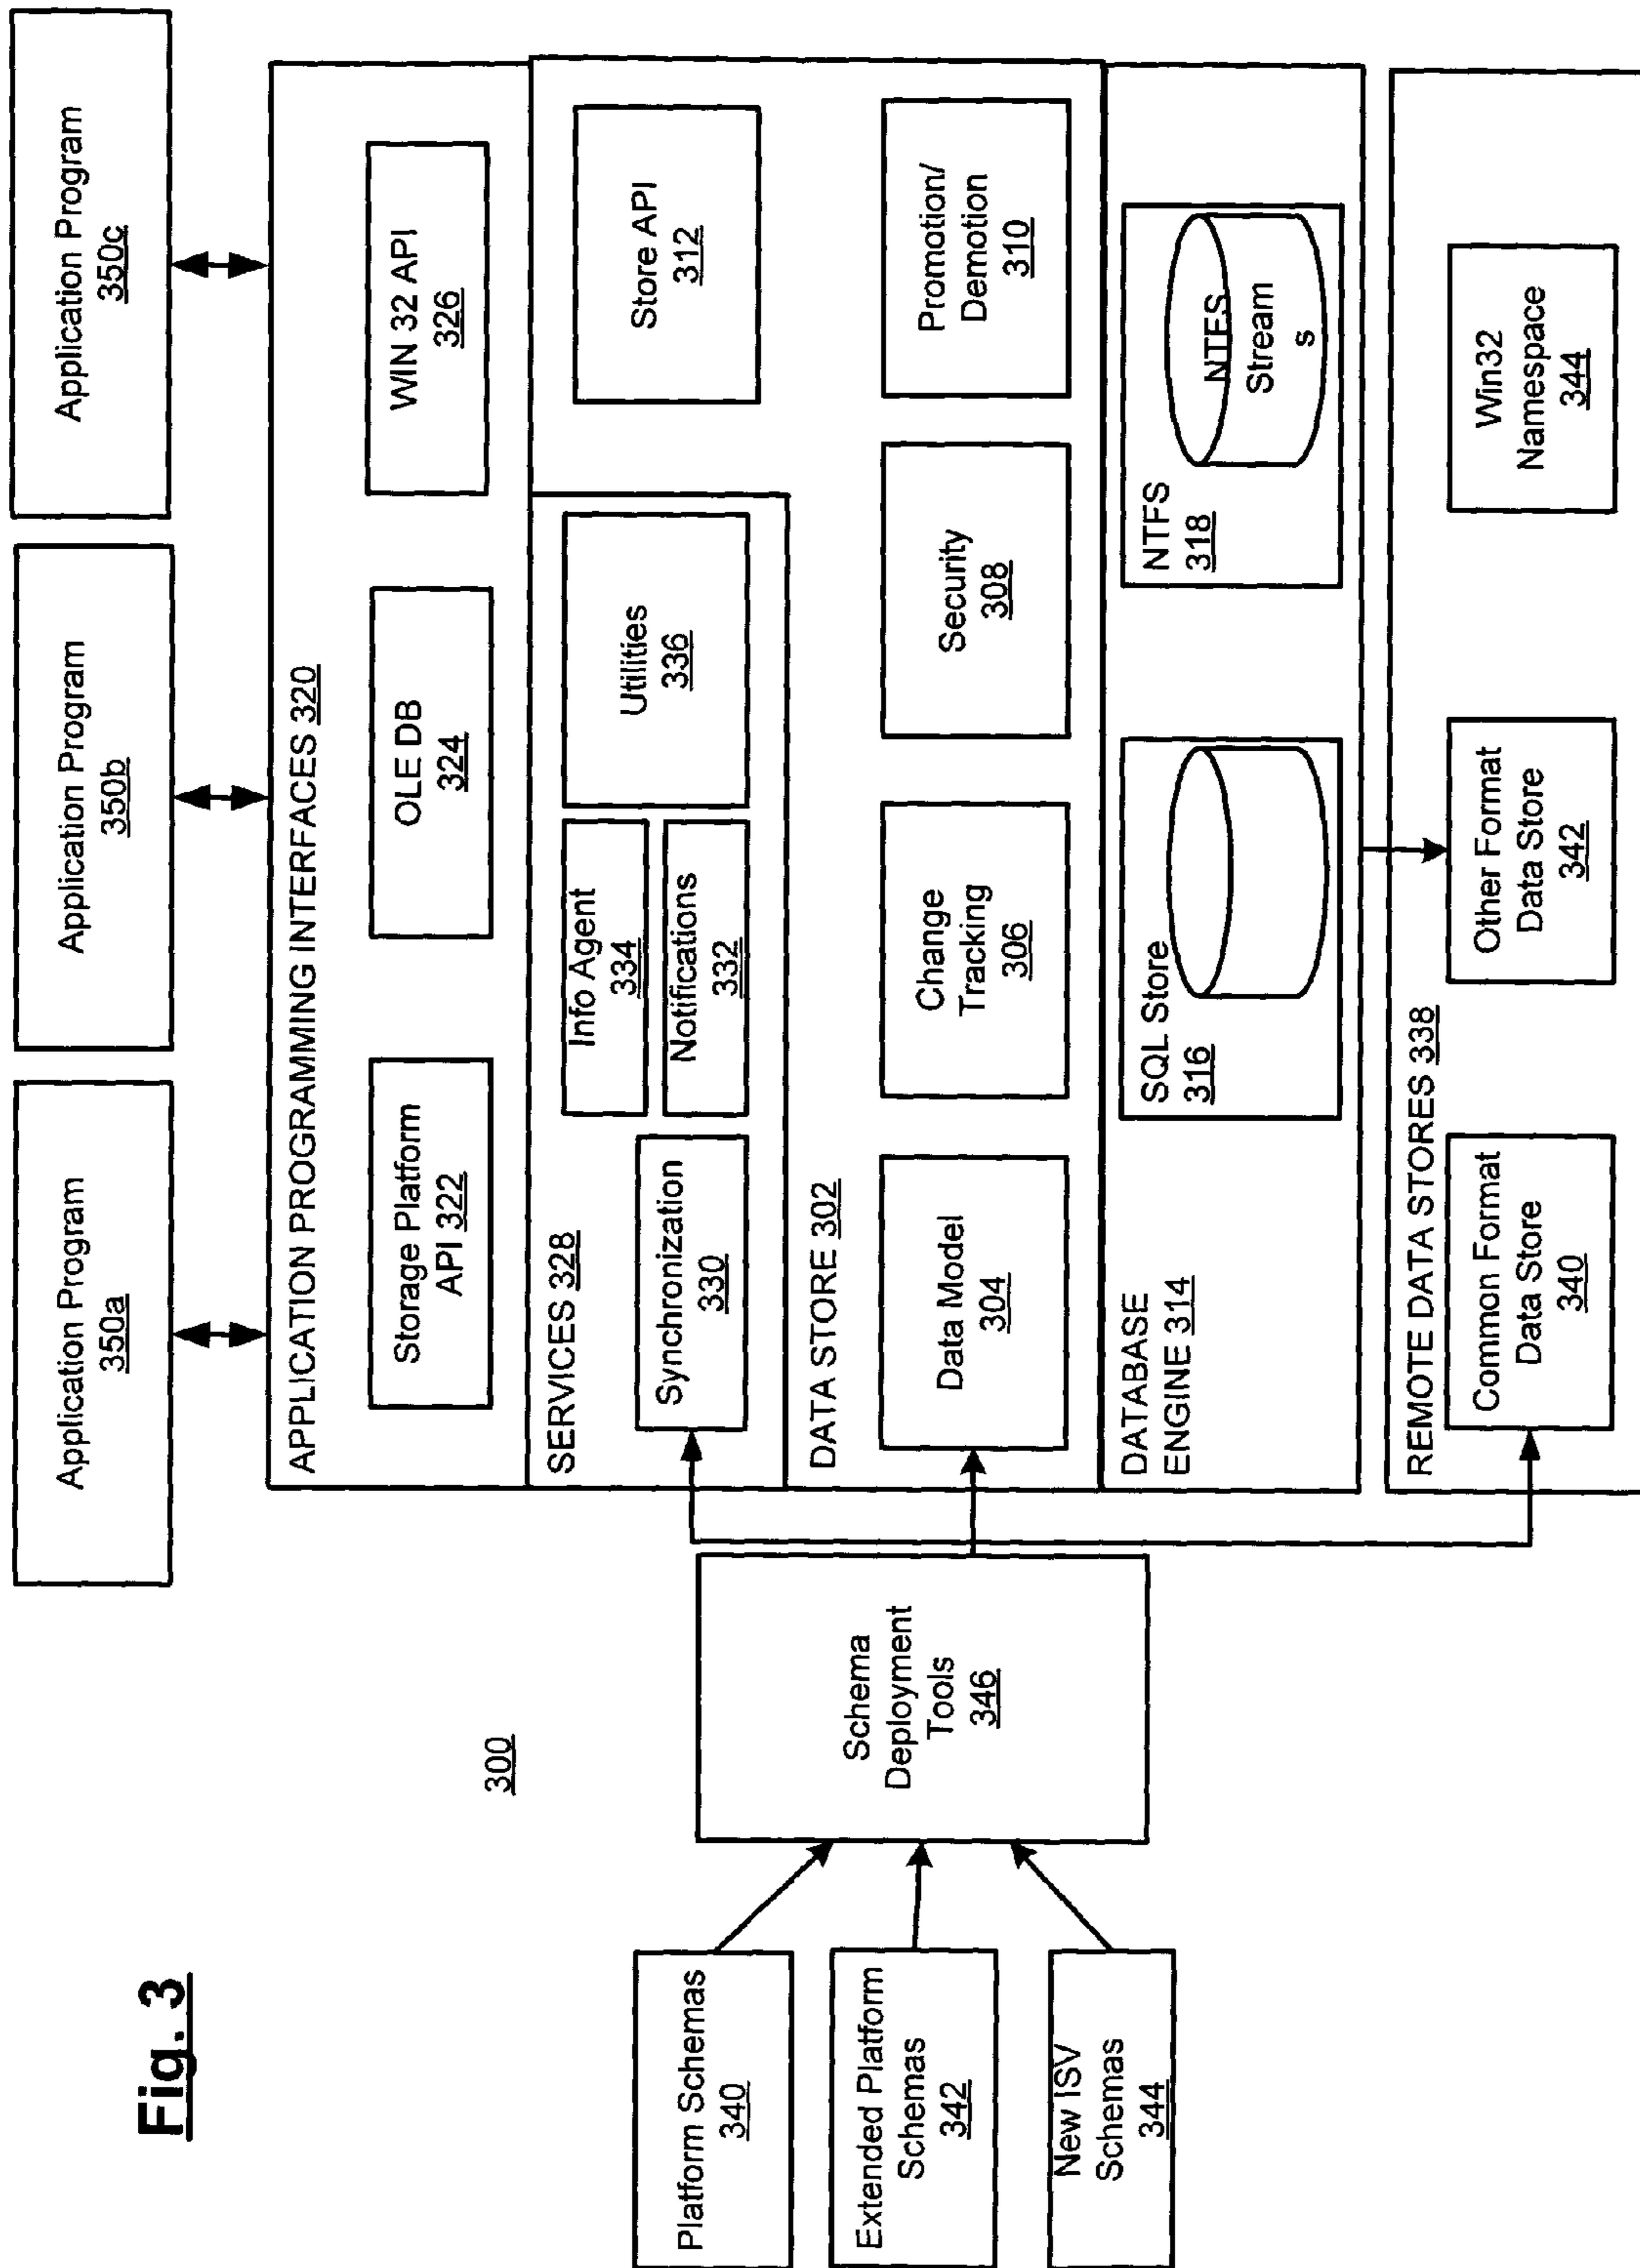 Fig. 3
300
Application Program
350a
Application Program
350b
Application Program
350c
APPLICATION PROGRAMMING INTERFACES 320
Storage Platform
API 322
OLE DB
324
WIN 32 API
326
SERVICES 328
Synchronization
330
Info Agent
334
Notifications
332
Utilities
336
Store API
312
DATA STORE 302
Data Model
304
Change
Tracking
306
Security
308
Promotion/
Demotion
310
DATABASE
ENGINE 314
SQL Store
316
NTFS
318
NTFS
Stream
s
REMOTE DATA STORES 338
Common Format
Data Store
340
Other Format
Data Store
342
Win32
Namespace
344
Schema
Deployment
Tools
346
Platform Schemas
340
Extended Platform
Schemas
342
New ISV
Schemas
344